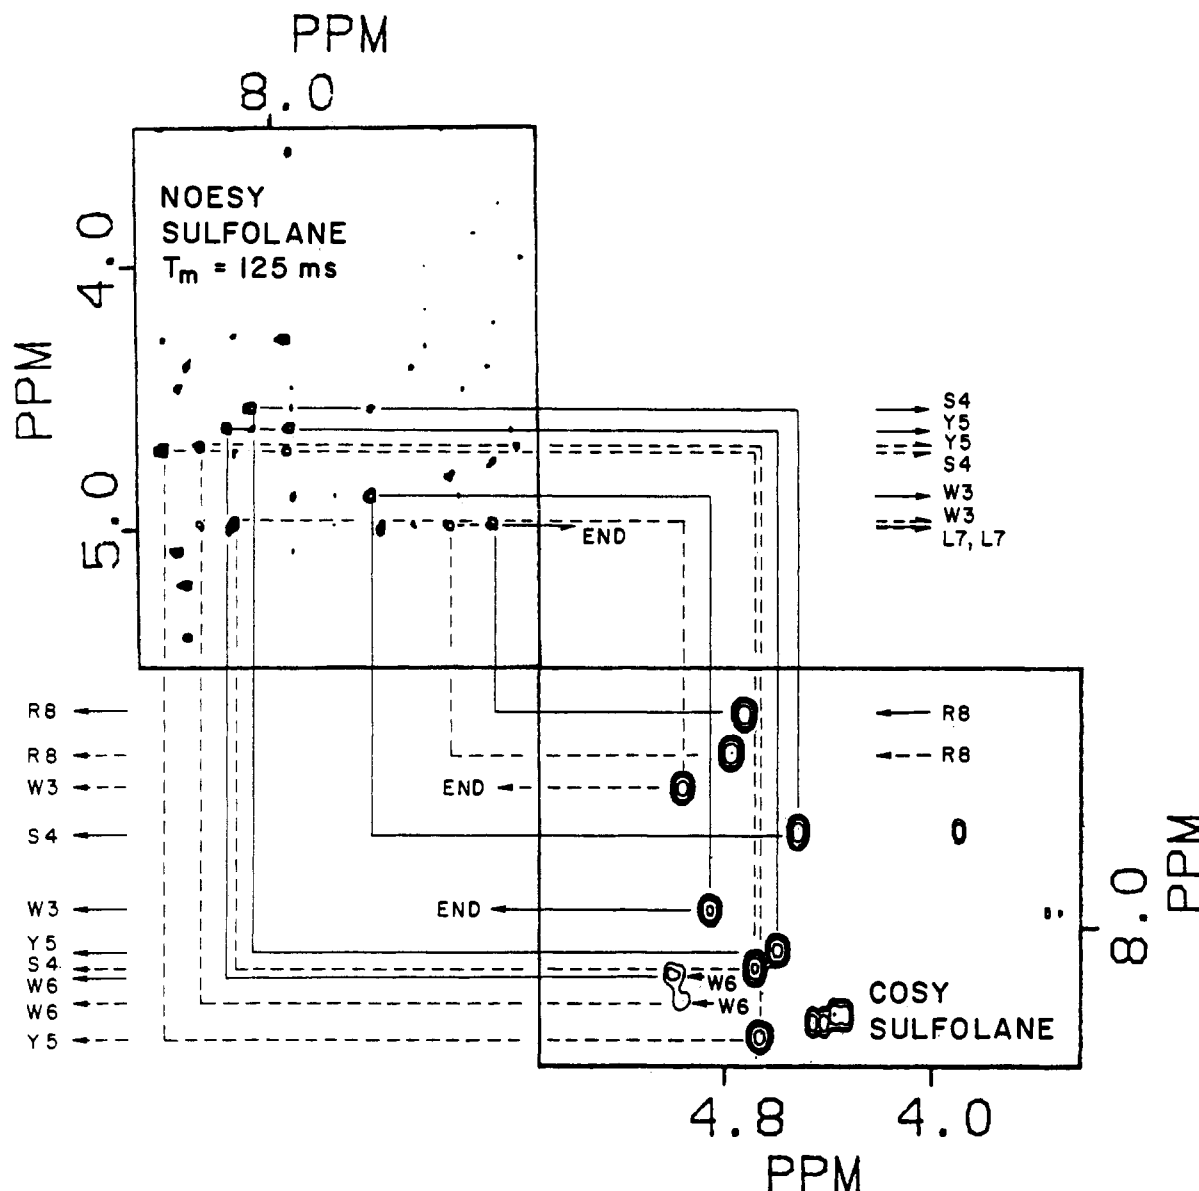 PPM
8.0
NOESY
SULFOLANE
Tm = 125 ms
4.0
PPM
5.0
S4
Y5
Y5
S4
W3
W3
L7, L7
END
R8
R8
R8
R8
W3
END
S4
W3
END
PPM
8.0
Y5
S4
W6
W6
W6
W6
Y5
COSY
SULFOLANE
4.8
4.0
PPM